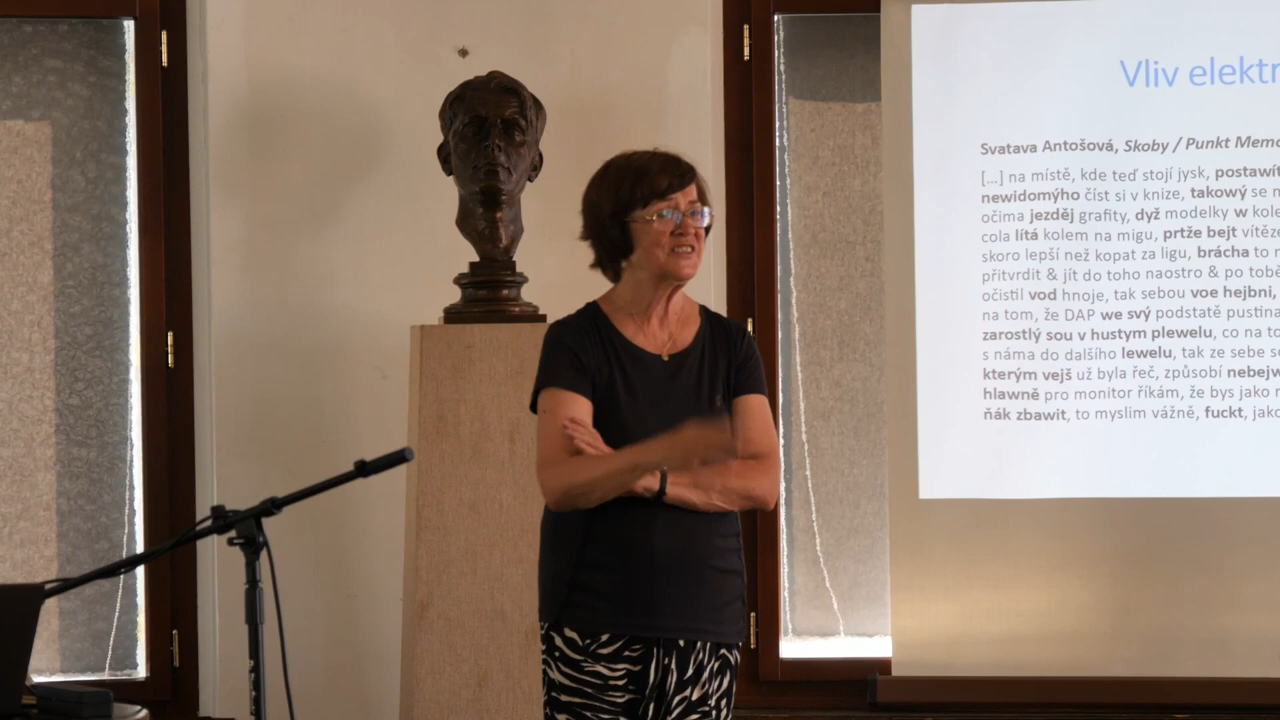 Vliv elektr
Svatava Antošová, Skoby / Punkt Memo
[...] na místě, kde teď stojí jysk, postawit
newidomýho číst si v knize, takowý se
očima jezděj grafity, dyž modelky w kole
cola lítá kolem na migu, prtže bejt vítěze
skoro lepší než kopat za ligu, brácha to
přitvrdit & jít do toho naostro & po tobě
očistil vod hnoje, tak sebou voe hejbni,
na tom, že DAP we svý podstatě pustina
zarostlý sou v hustym plewelu, co na to
s náma do dalšího lewelu, tak ze sebe
kterým vejš už byla řeč, způsobí nebejw
hlawně pro monitor říkám, že bys jako
ňák zbawit, to myslim vážně, fuckt, jako